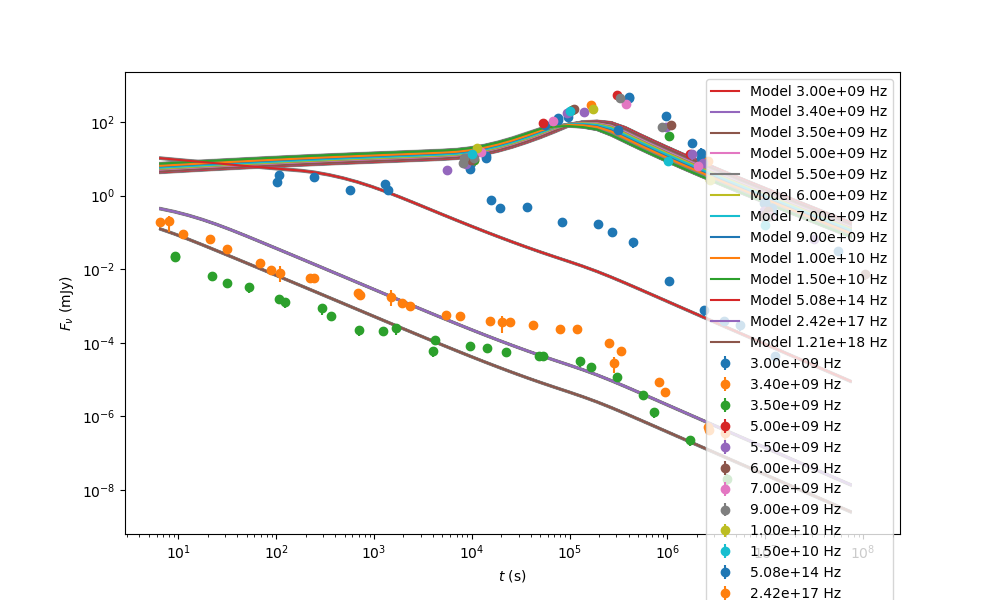 10²
10⁰
10⁻²
10⁻⁴
10⁻⁶
10⁻⁸
Fν (mJy)
10¹
10²
10³
10⁴
10⁵
10⁶
10⁸
t (s)
Model 3.00e+09 Hz
Model 3.40e+09 Hz
Model 3.50e+09 Hz
Model 5.00e+09 Hz
Model 5.50e+09 Hz
Model 6.00e+09 Hz
Model 7.00e+09 Hz
Model 9.00e+09 Hz
Model 1.00e+10 Hz
Model 1.50e+10 Hz
Model 5.08e+14 Hz
Model 2.42e+17 Hz
Model 1.21e+18 Hz
3.00e+09 Hz
3.40e+09 Hz
3.50e+09 Hz
5.00e+09 Hz
5.50e+09 Hz
6.00e+09 Hz
7.00e+09 Hz
9.00e+09 Hz
1.00e+10 Hz
1.50e+10 Hz
5.08e+14 Hz
2.42e+17 Hz